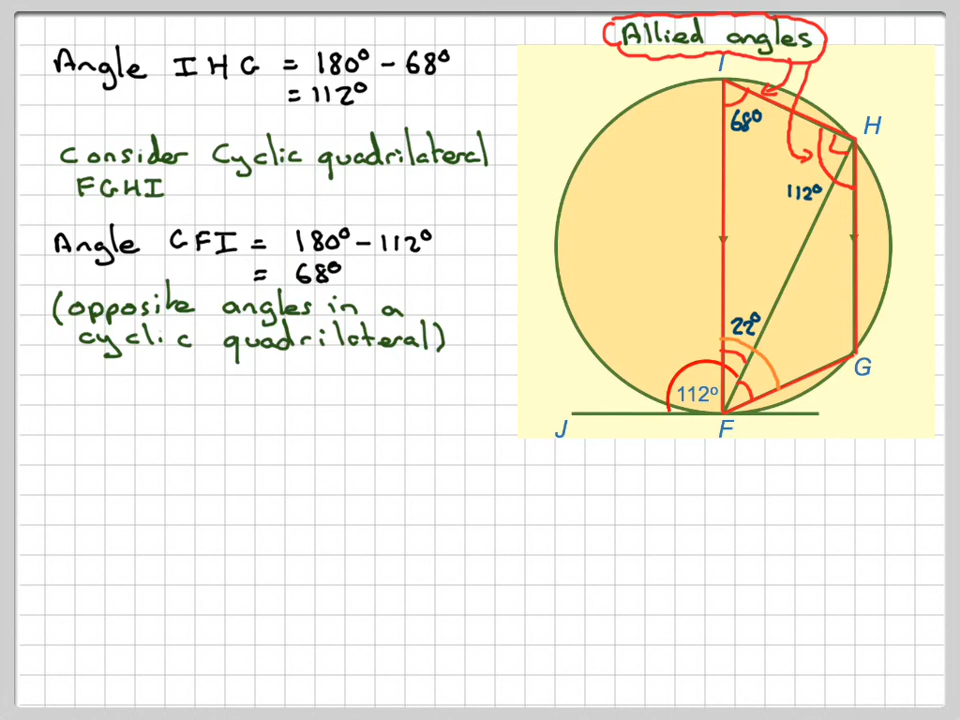 Allied angles
Angle IHG = 180° - 68°
= 112°
Consider Cyclic quadrilateral
FGHI
Angle GFI = 180° - 112°
= 68°
(opposite angles in a
cyclic quadrilateral)
I
H
68°
112°
22°
G
112°
J
F